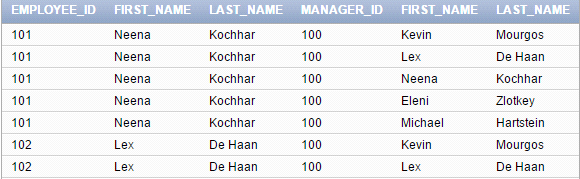 EMPLOYEE_ID FIRST_NAME LAST_NAME MANAGER_ID FIRST_NAME LAST_NAME
101 Neena Kochhar 100 Kevin Mourgos
101 Neena Kochhar 100 Lex De Haan
101 Neena Kochhar 100 Neena Kochhar
101 Neena Kochhar 100 Eleni Zlotkey
101 Neena Kochhar 100 Michael Hartstein
102 Lex De Haan 100 Kevin Mourgos
102 Lex De Haan 100 Lex De Haan